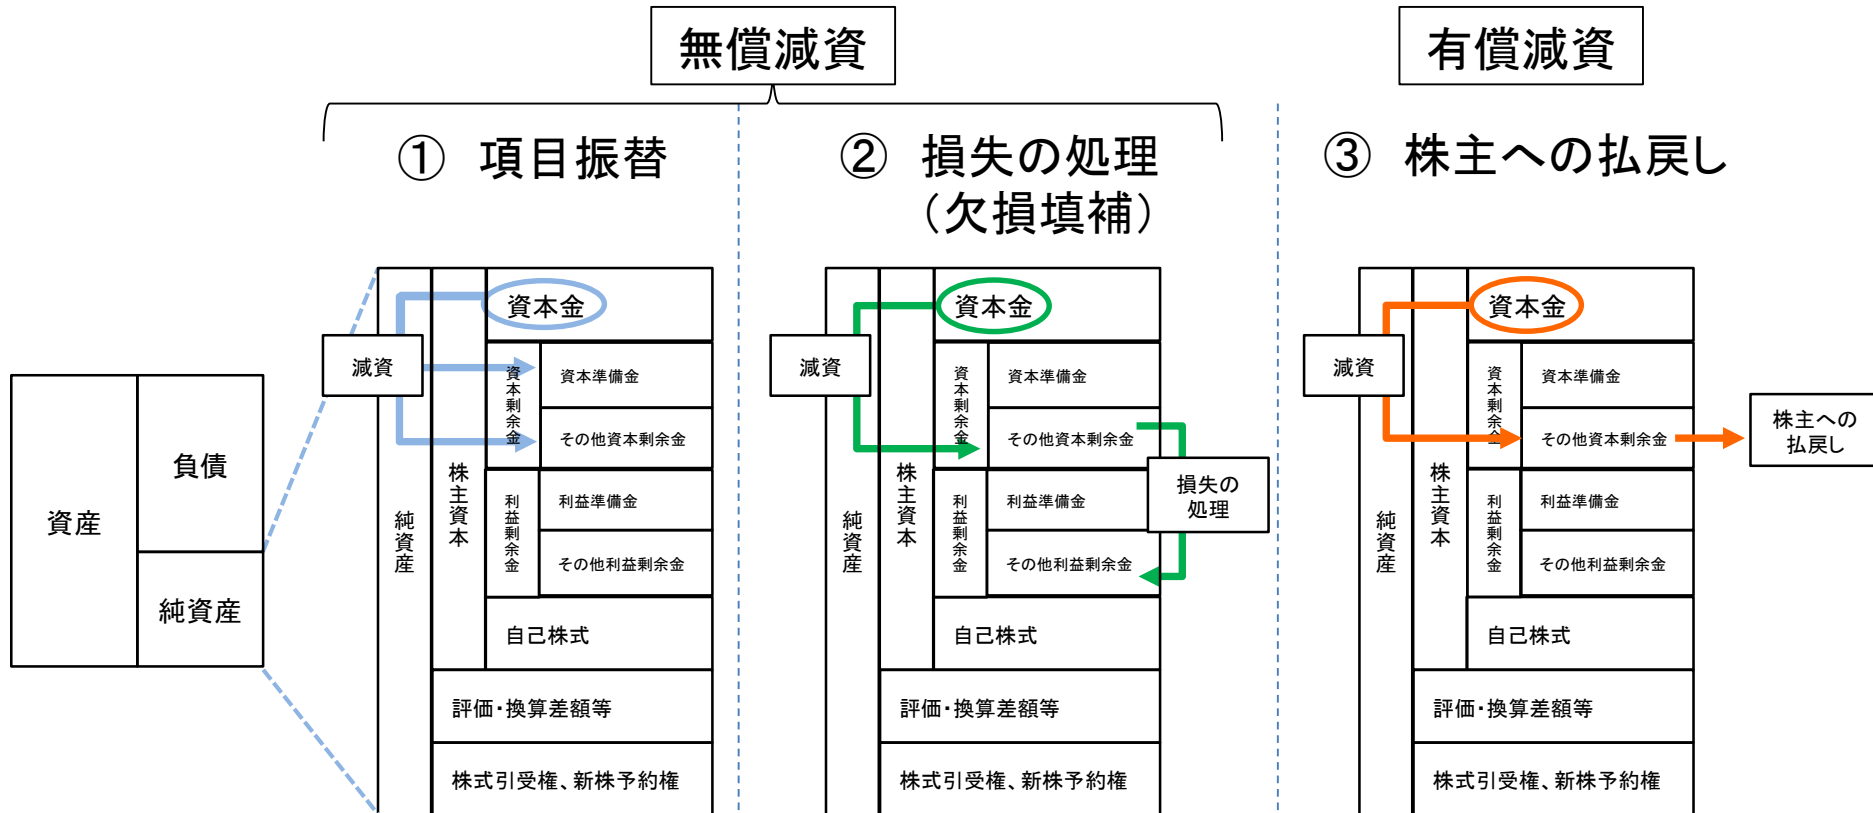 無償減資
有償減資
① 項目振替
② 損失の処理
（欠損填補）
③ 株主への払戻し
資産
負債
純資産
減資
純資産
株主資本
資本金
資本剰余金
資本準備金
その他資本剰余金
利益剰余金
利益準備金
その他利益剰余金
自己株式
評価・換算差額等
株式引受権、新株予約権
減資
純資産
株主資本
資本金
資本剰余金
資本準備金
その他資本剰余金
利益剰余金
利益準備金
その他利益剰余金
損失の
処理
自己株式
評価・換算差額等
株式引受権、新株予約権
減資
純資産
株主資本
資本金
資本剰余金
資本準備金
その他資本剰余金
株主への
払戻し
利益剰余金
利益準備金
その他利益剰余金
自己株式
評価・換算差額等
株式引受権、新株予約権